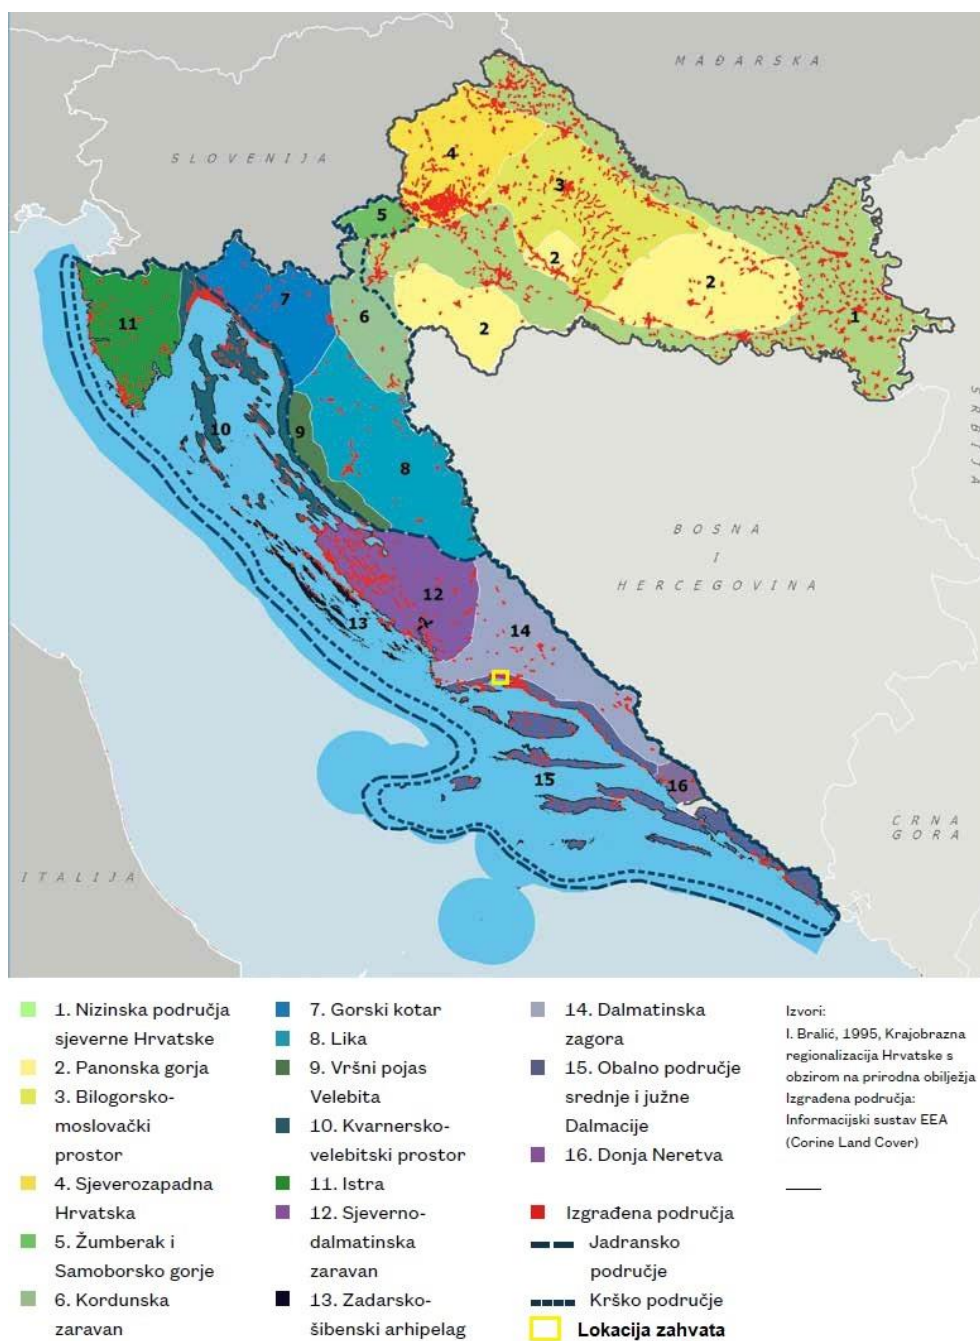 MAĐARSKA
SLOVENIJA
4
3
5
2
2
1
7
6
2
11
10
9
8
SRBIJA
BOSNA
I
HERCEGOVINA
12
13
14
15
16
CRNA
GORA
ITALIJA
1. Nizinska područja
sjeverne Hrvatske
2. Panonska gorja
3. Bilogorsko-
moslovački
prostor
4. Sjeverozapadna
Hrvatska
5. Žumberak i
Samoborsko gorje
6. Kordunska
zaravan
7. Gorski kotar
8. Lika
9. Vršni pojas
Velebita
10. Kvarnersko-
velebitski prostor
11. Istra
12. Sjeverno-
dalmatinska
zaravan
13. Zadarsko-
šibenski arhipelag
14. Dalmatinska
zagora
15. Obalno područje
srednje i južne
Dalmacije
16. Donja Neretva
Izgrađena područja
Jadransko
područje
Krško područje
Lokacija zahvata
Izvori:
I. Bralić, 1995, Krajobrazna
regionalizacija Hrvatske s
obzirom na prirodna obilježja
Izgrađena područja:
Informacijski sustav EEA
(Corine Land Cover)